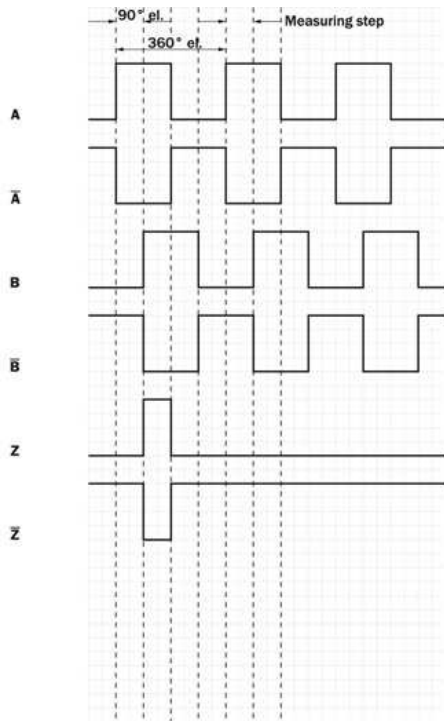 90° el.
Measuring step
360° el.
A
A̅
B
B̅
Z
Z̅